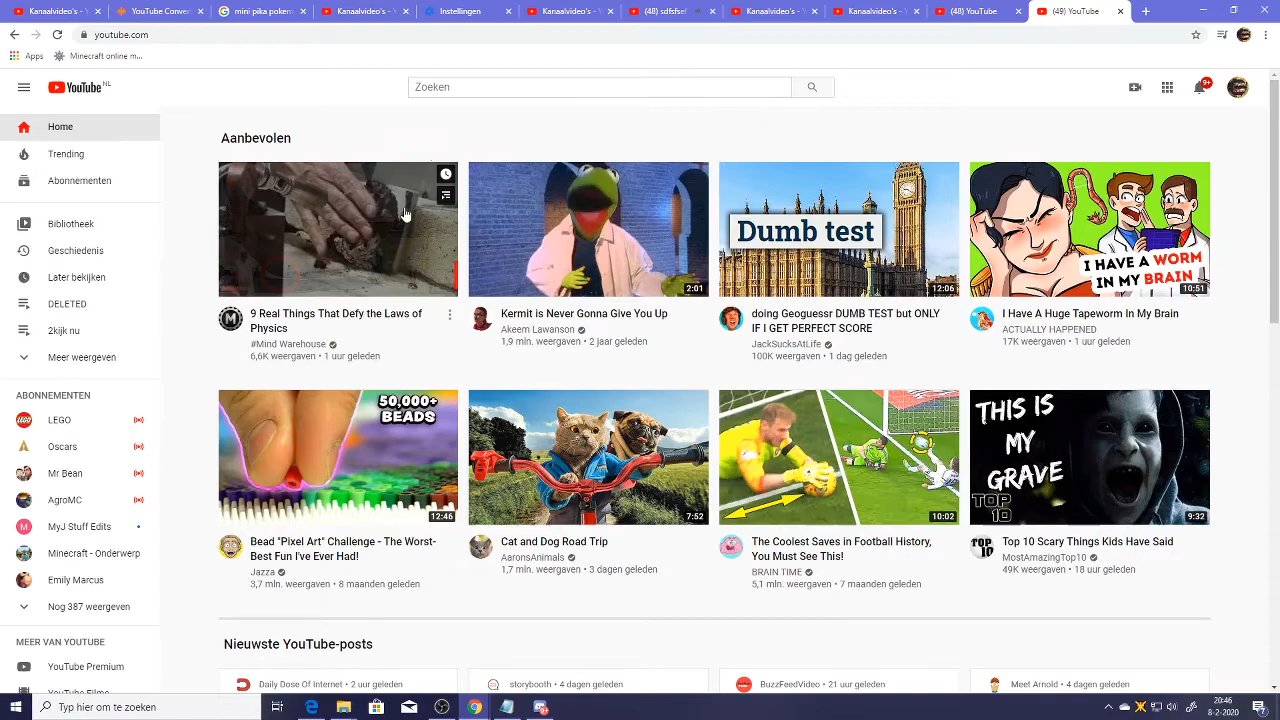 Kanaalvideo's - Y
YouTube Conver
mini pika pokem
Kanaalvideo's - Y
Instellingen
Kanaalvideo's - Y
(48) sdfsfsd
Kanaalvideo's - Y
Kanaalvideo's - Y
(48) YouTube
(49) YouTube
youtube.com
Apps
Minecraft online m...
YouTube NL
Zoeken
9+
Home
Trending
Abonnementen
Bibliotheek
Geschiedenis
Later bekijken
DELETED
2kijk nu
Meer weergeven
ABONNEMENTEN
LEGO
Oscars
Mr Bean
AgroMC
MyJ Stuff Edits
Minecraft - Onderwerp
Emily Marcus
Nog 387 weergeven
MEER VAN YOUTUBE
YouTube Premium
YouTube Films
Aanbevolen
9 Real Things That Defy the Laws of
Physics
#Mind Warehouse
6,6K weergaven • 1 uur geleden
2:01
Kermit is Never Gonna Give You Up
Akeem Lawanson
1,9 mln. weergaven • 2 jaar geleden
Dumb test
12:06
doing Geoguessr DUMB TEST but ONLY
IF I GET PERFECT SCORE
JackSucksAtLife
100K weergaven • 1 dag geleden
I HAVE A WORM
IN MY BRAIN
10:51
I Have A Huge Tapeworm In My Brain
ACTUALLY HAPPENED
17K weergaven • 1 uur geleden
50,000+
BEADS
12:46
Bead "Pixel Art" Challenge - The Worst-
Best Fun I've Ever Had!
Jazza
3,7 mln. weergaven • 8 maanden geleden
7:52
Cat and Dog Road Trip
AaronsAnimals
1,7 mln. weergaven • 3 dagen geleden
10:02
The Coolest Saves in Football History,
You Must See This!
BRAIN TIME
5,1 mln. weergaven • 7 maanden geleden
THIS IS
MY
GRAVE
TOP
10
9:32
TOP
10
Top 10 Scary Things Kids Have Said
MostAmazingTop10
49K weergaven • 18 uur geleden
Nieuwste YouTube-posts
Daily Dose Of Internet • 2 uur geleden
storybooth • 4 dagen geleden
BuzzFeedVideo • 21 uur geleden
Meet Arnold • 4 dagen geleden
Typ hier om te zoeken
20:46
8-2-2020